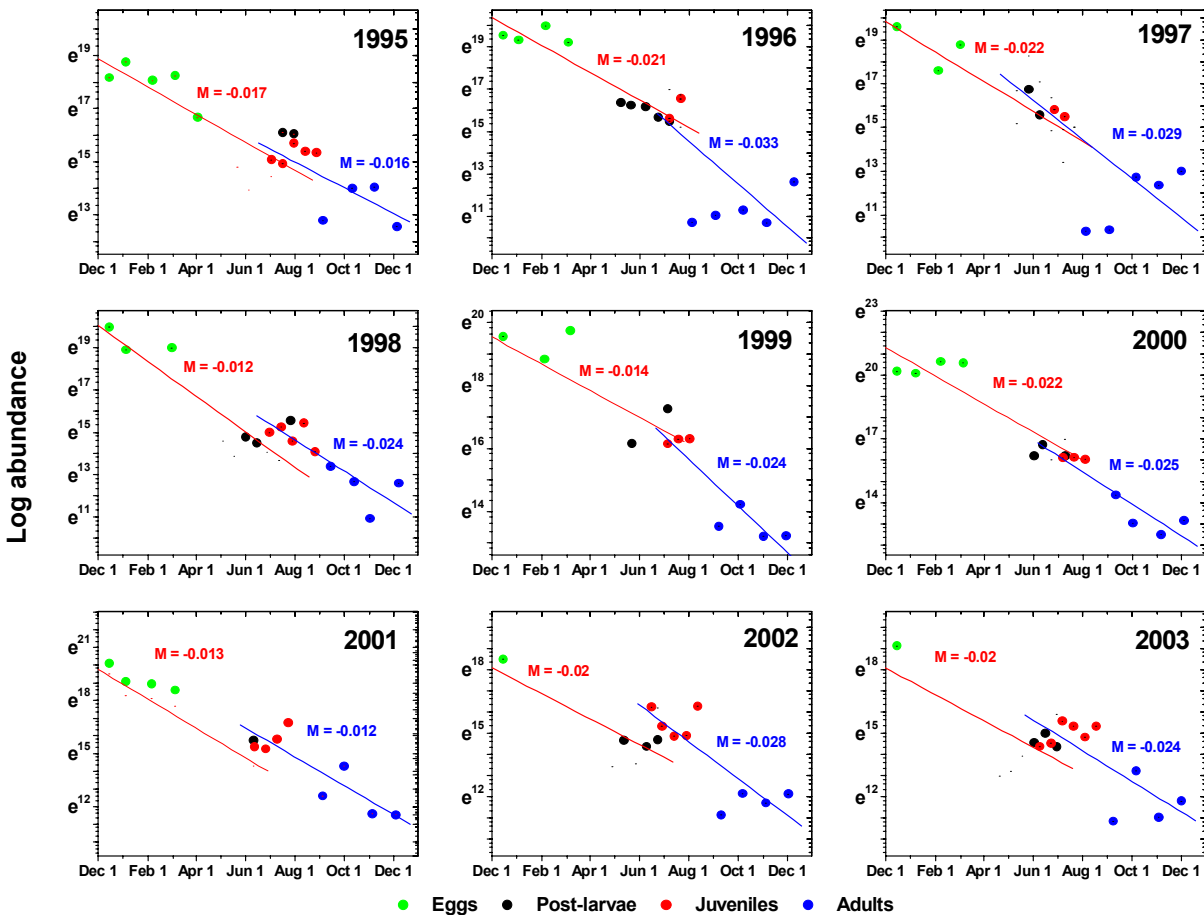 Log abundance
1995
e19
e17
e15
e13
M = -0.017
M = -0.016
Dec 1 Feb 1 Apr 1 Jun 1 Aug 1 Oct 1 Dec 1
1996
e19
e17
e15
e13
e11
M = -0.021
M = -0.033
Dec 1 Feb 1 Apr 1 Jun 1 Aug 1 Oct 1 Dec 1
1997
e19
e17
e15
e13
e11
M = -0.022
M = -0.029
Dec 1 Feb 1 Apr 1 Jun 1 Aug 1 Oct 1 Dec 1
1998
e19
e17
e15
e13
e11
M = -0.012
M = -0.024
Dec 1 Feb 1 Apr 1 Jun 1 Aug 1 Oct 1 Dec 1
1999
e20
e18
e16
e14
M = -0.014
M = -0.024
Dec 1 Feb 1 Apr 1 Jun 1 Aug 1 Oct 1 Dec 1
2000
e23
e20
e17
e14
M = -0.022
M = -0.025
Dec 1 Feb 1 Apr 1 Jun 1 Aug 1 Oct 1 Dec 1
2001
e21
e18
e15
e12
M = -0.013
M = -0.012
Dec 1 Feb 1 Apr 1 Jun 1 Aug 1 Oct 1 Dec 1
2002
e18
e15
e12
M = -0.02
M = -0.028
Dec 1 Feb 1 Apr 1 Jun 1 Aug 1 Oct 1 Dec 1
2003
e18
e15
e12
M = -0.02
M = -0.024
Dec 1 Feb 1 Apr 1 Jun 1 Aug 1 Oct 1 Dec 1
Eggs Post-larvae Juveniles Adults